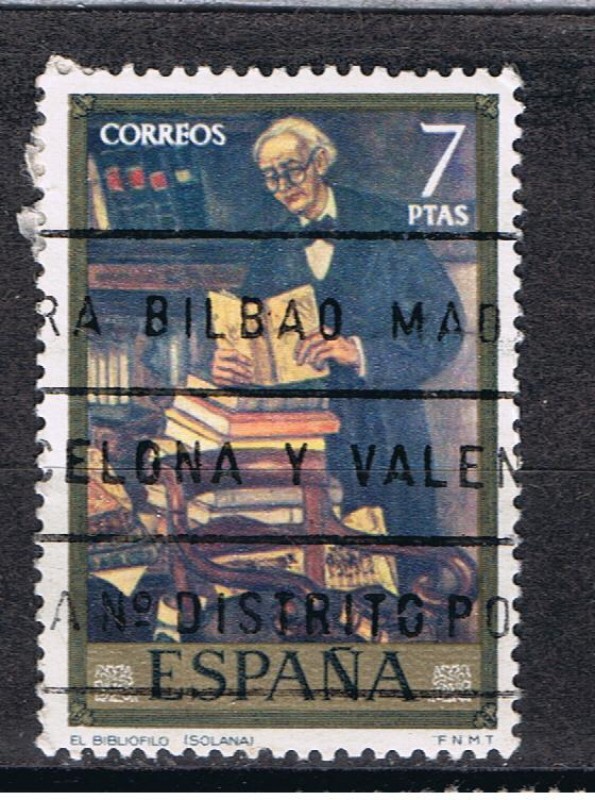 CORREOS 7
PTAS
RA BILBAO MAD
CELONA Y VALEN
A Nº DISTRITO PO
ESPAÑA
EL BIBLIOFILO (SOLANA) F N M T